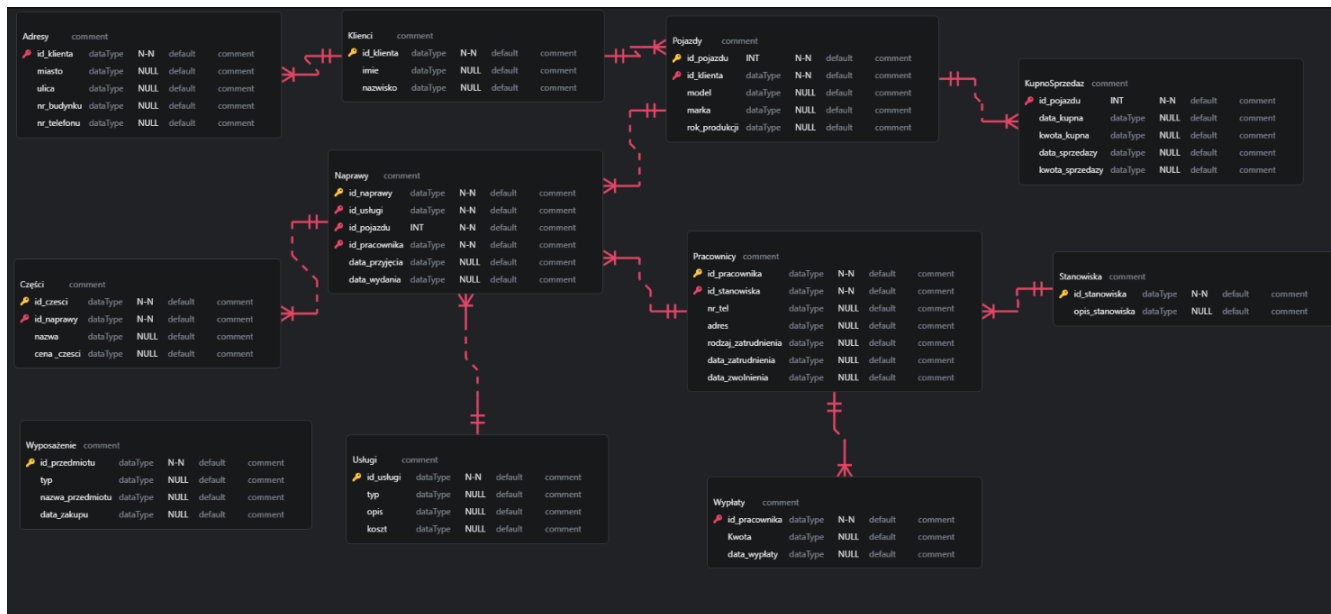 Adresy comment
id_klienta dataType N-N default comment
miasto dataType NULL default comment
ulica dataType NULL default comment
nr_budynku dataType NULL default comment
nr_telefonu dataType NULL default comment
Klienci comment
id_klienta dataType N-N default comment
imie dataType NULL default comment
nazwisko dataType NULL default comment
Pojazdy comment
id_pojazdu INT N-N default comment
id_klienta dataType N-N default comment
model dataType NULL default comment
marka dataType NULL default comment
rok_produkcji dataType NULL default comment
KupnoSprzedaz comment
id_pojazdu INT N-N default comment
data_kupna dataType NULL default comment
kwota_kupna dataType NULL default comment
data_sprzedazy dataType NULL default comment
kwota_sprzedazy dataType NULL default comment
Naprawy comment
id_naprawy dataType N-N default comment
id_usługi dataType N-N default comment
id_pojazdu INT N-N default comment
id_pracownika dataType N-N default comment
data_przyjęcia dataType NULL default comment
data_wydania dataType NULL default comment
Części comment
id_czesci dataType N-N default comment
id_naprawy dataType N-N default comment
nazwa dataType NULL default comment
cena _czesci dataType NULL default comment
Pracownicy comment
id_pracownika dataType N-N default comment
id_stanowiska dataType N-N default comment
nr_tel dataType NULL default comment
adres dataType NULL default comment
rodzaj_zatrudnienia dataType NULL default comment
data_zatrudnienia dataType NULL default comment
data_zwolnienia dataType NULL default comment
Stanowiska comment
id_stanowiska dataType N-N default comment
opis_stanowiska dataType NULL default comment
Wyposażenie comment
id_przedmiotu dataType N-N default comment
typ dataType NULL default comment
nazwa_przedmiotu dataType NULL default comment
data_zakupu dataType NULL default comment
Usługi comment
id_usługi dataType N-N default comment
typ dataType NULL default comment
opis dataType NULL default comment
koszt dataType NULL default comment
Wypłaty comment
id_pracownika dataType N-N default comment
Kwota dataType NULL default comment
data_wypłaty dataType NULL default comment